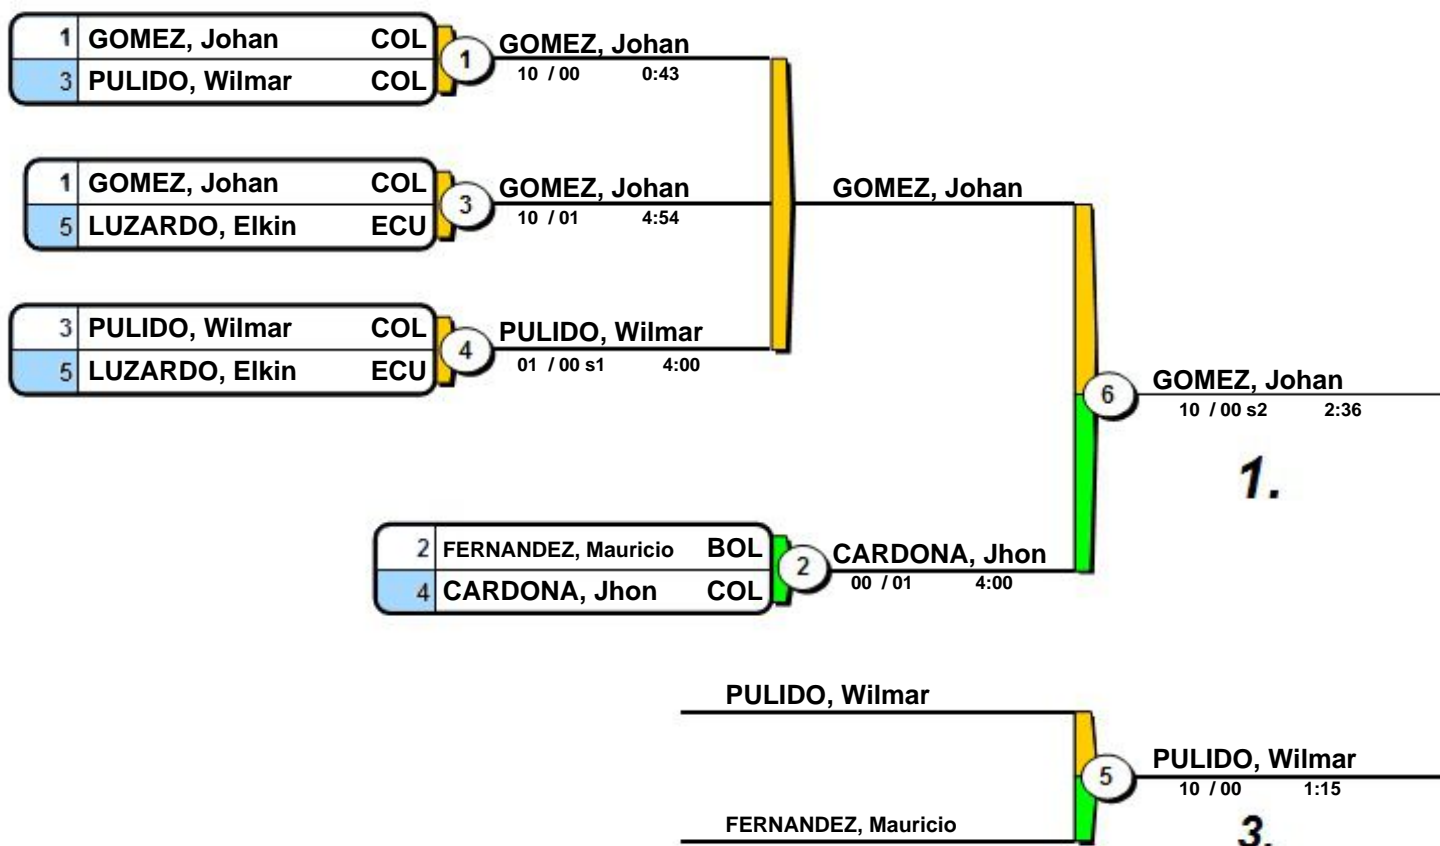 1 GOMEZ, Johan COL
3 PULIDO, Wilmar COL
1 GOMEZ, Johan
10 / 00 0:43
1 GOMEZ, Johan COL
5 LUZARDO, Elkin ECU
3 GOMEZ, Johan
10 / 01 4:54
GOMEZ, Johan
3 PULIDO, Wilmar COL
5 LUZARDO, Elkin ECU
4 PULIDO, Wilmar
01 / 00 s1 4:00
6 GOMEZ, Johan
10 / 00 s2 2:36
1.
2 FERNANDEZ, Mauricio BOL
4 CARDONA, Jhon COL
2 CARDONA, Jhon
00 / 01 4:00
PULIDO, Wilmar
5 PULIDO, Wilmar
10 / 00 1:15
FERNANDEZ, Mauricio
3.